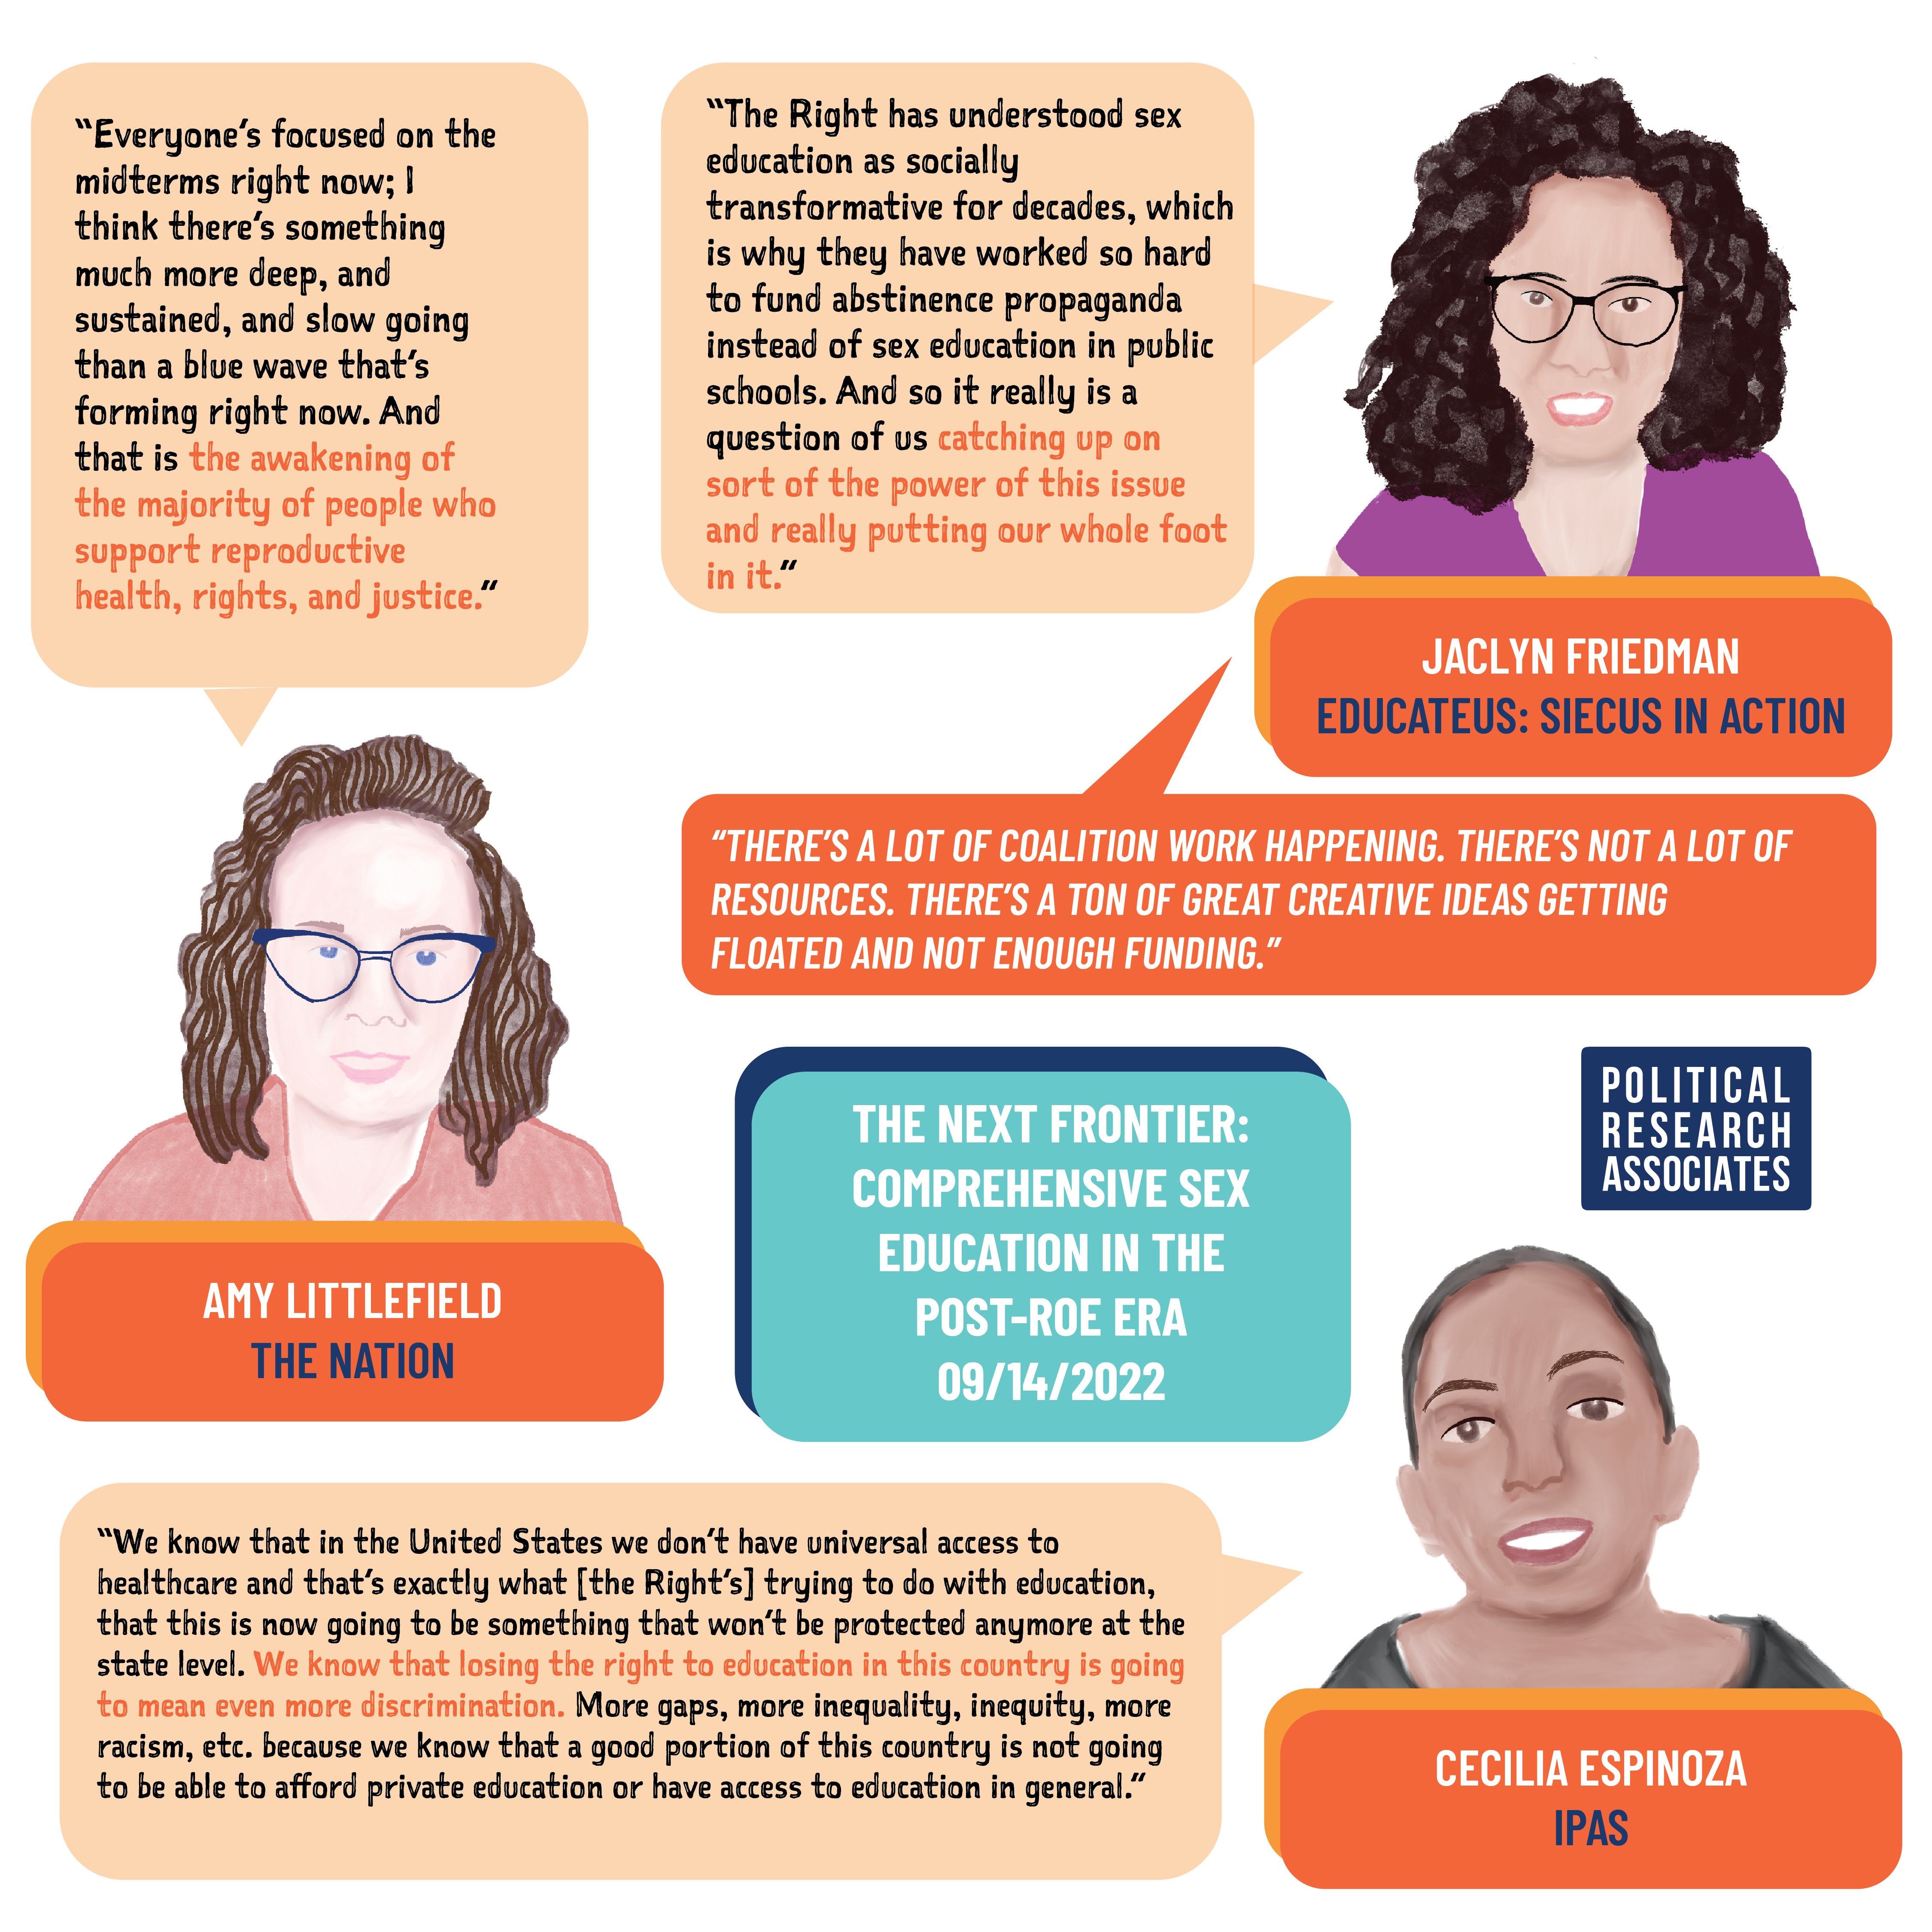 “Everyone’s focused on the
midterms right now; I
think there’s something
much more deep, and
sustained, and slow going
than a blue wave that’s
forming right now. And
that is the awakening of
the majority of people who
support reproductive
health, rights, and justice.”
“The Right has understood sex
education as socially
transformative for decades, which
is why they have worked so hard
to fund abstinence propaganda
instead of sex education in public
schools. And so it really is a
question of us catching up on
sort of the power of this issue
and really putting our whole foot
in it.”
JACLYN FRIEDMAN
EDUCATEUS: SIECUS IN ACTION
“THERE’S A LOT OF COALITION WORK HAPPENING. THERE’S NOT A LOT OF
RESOURCES. THERE’S A TON OF GREAT CREATIVE IDEAS GETTING
FLOATED AND NOT ENOUGH FUNDING.”
AMY LITTLEFIELD
THE NATION
THE NEXT FRONTIER:
COMPREHENSIVE SEX
EDUCATION IN THE
POST-ROE ERA
09/14/2022
POLITICAL
RESEARCH
ASSOCIATES
“We know that in the United States we don’t have universal access to
healthcare and that’s exactly what [the Right’s] trying to do with education,
that this is now going to be something that won’t be protected anymore at the
state level. We know that losing the right to education in this country is going
to mean even more discrimination. More gaps, more inequality, inequity, more
racism, etc. because we know that a good portion of this country is not going
to be able to afford private education or have access to education in general.”
CECILIA ESPINOZA
IPAS